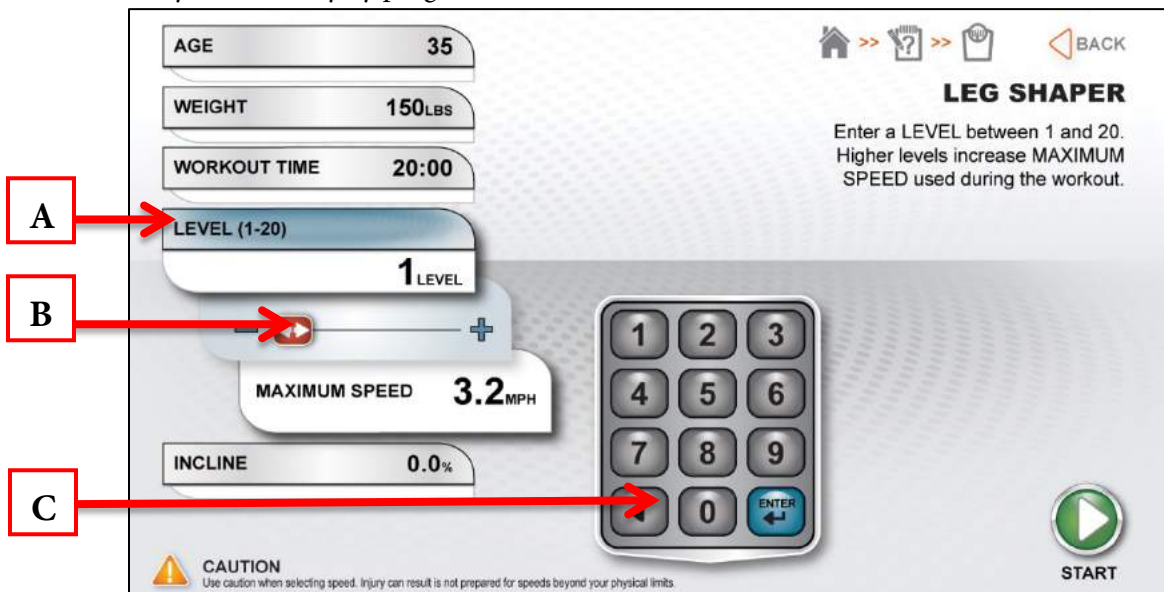 AGE 35
>> >> BACK
WEIGHT 150LBS
LEG SHAPER
Enter a LEVEL between 1 and 20.
Higher levels increase MAXIMUM
SPEED used during the workout.
WORKOUT TIME 20:00
A
LEVEL (1-20)
1 LEVEL
B
- +
MAXIMUM SPEED 3.2MPH
INCLINE 0.0%
C
1 2 3
4 5 6
7 8 9
0 ENTER
START
CAUTION
Use caution when selecting speed. Injury can result is not prepared for speeds beyond your physical limits.